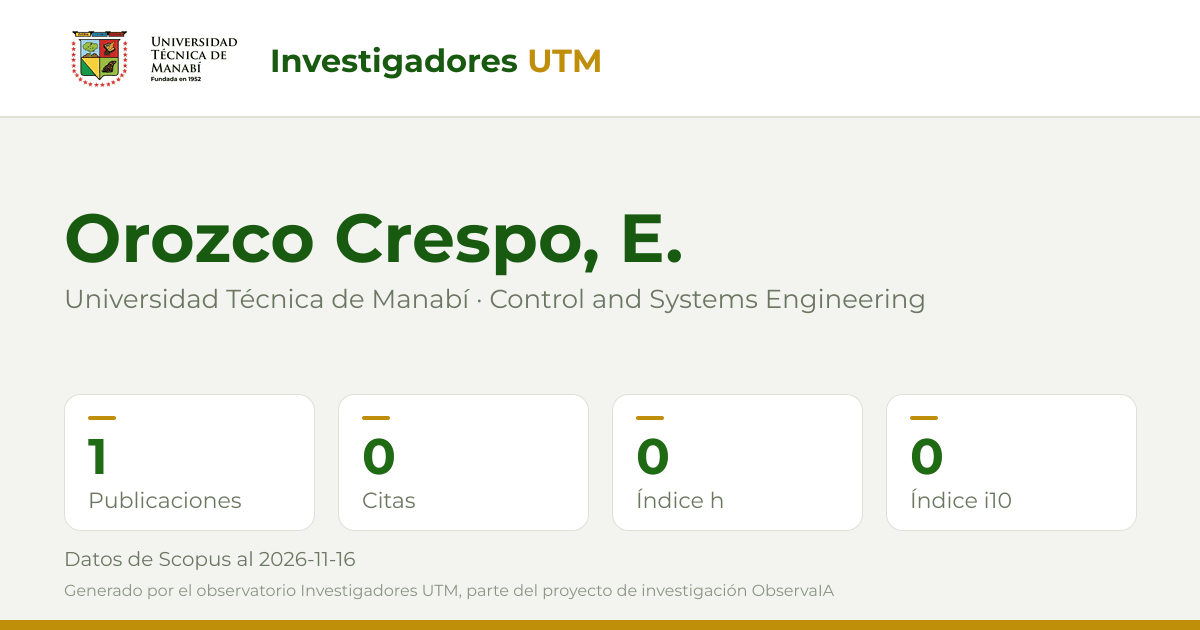 UNIVERSIDAD
TÉCNICA DE
MANABÍ
Fundada en 1952
Investigadores UTM
Orozco Crespo, E.
Universidad Técnica de Manabí · Control and Systems Engineering
1
Publicaciones
0
Citas
0
Índice h
0
Índice i10
Datos de Scopus al 2026-11-16
Generado por el observatorio Investigadores UTM, parte del proyecto de investigación ObservaIA